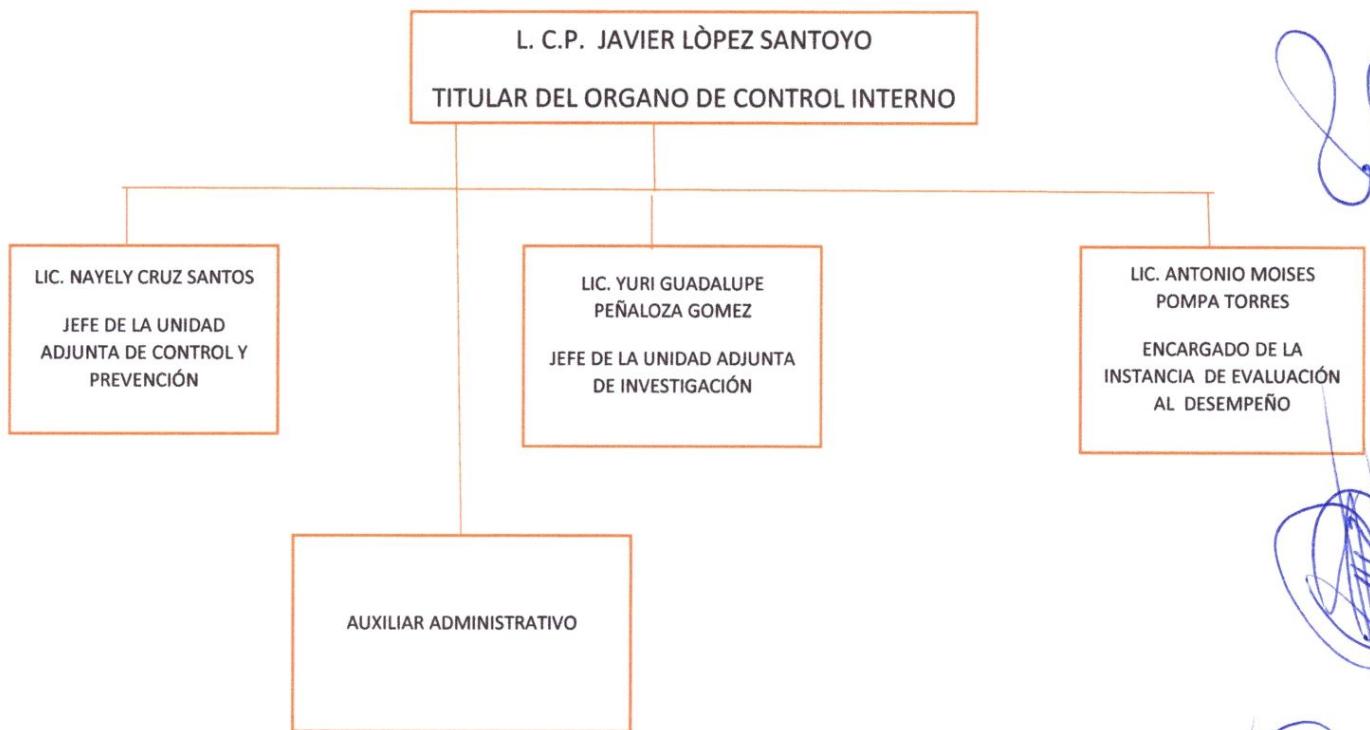 L. C.P. JAVIER LÒPEZ SANTOYO
TITULAR DEL ORGANO DE CONTROL INTERNO
LIC. NAYELY CRUZ SANTOS
JEFE DE LA UNIDAD
ADJUNTA DE CONTROL Y
PREVENCIÓN
LIC. YURI GUADALUPE
PEÑALOZA GOMEZ
JEFE DE LA UNIDAD ADJUNTA
DE INVESTIGACIÓN
LIC. ANTONIO MOISES
POMPA TORRES
ENCARGADO DE LA
INSTANCIA DE EVALUACIÓN
AL DESEMPEÑO
AUXILIAR ADMINISTRATIVO